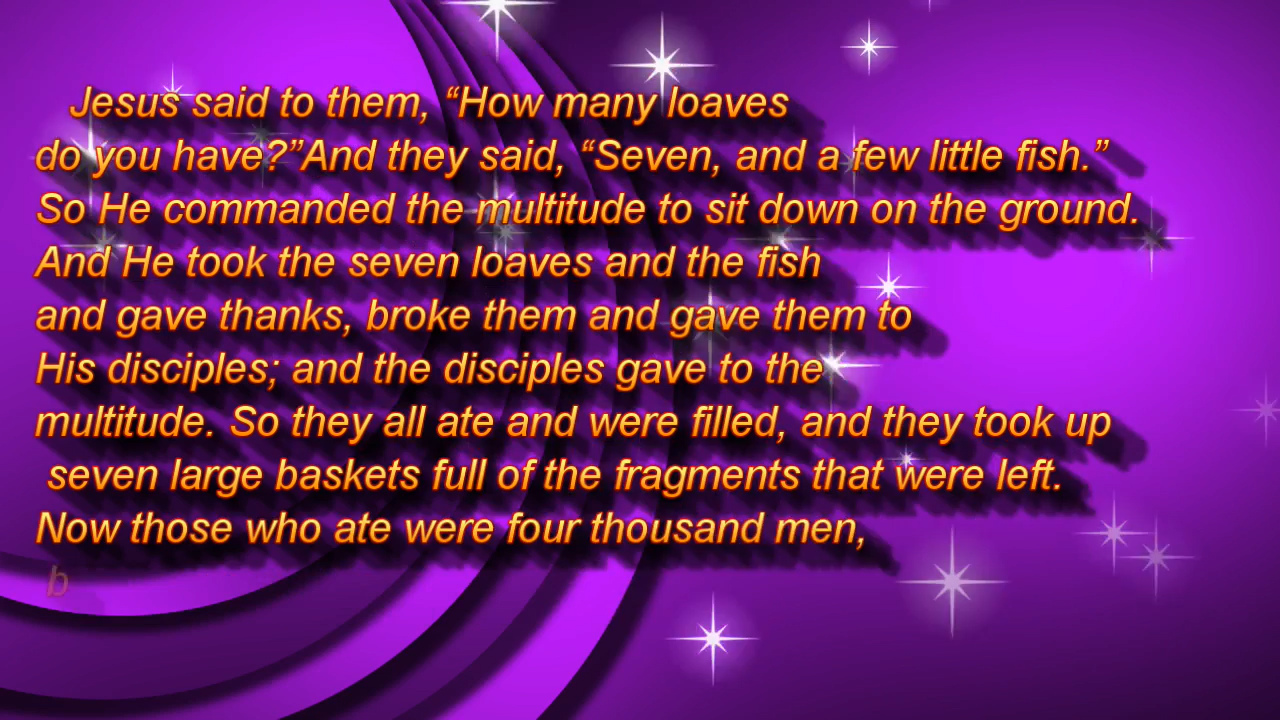 Jesus said to them, “How many loaves
do you have?”And they said, “Seven, and a few little fish.”
So He commanded the multitude to sit down on the ground.
And He took the seven loaves and the fish
and gave thanks, broke them and gave them to
His disciples; and the disciples gave to the
multitude. So they all ate and were filled, and they took up
seven large baskets full of the fragments that were left.
Now those who ate were four thousand men,
b